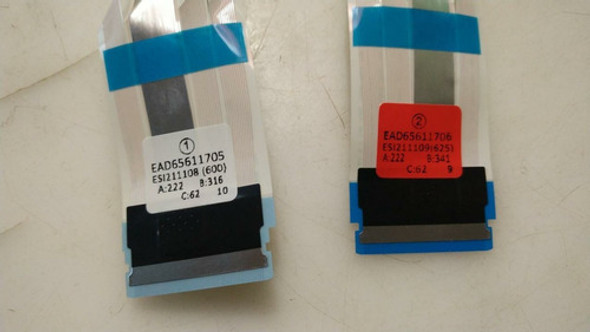 1
EAD65611705
ESI211108 (600)
A:222 B:316
C:62 10
2
EAD65611706
ESI211109(625)
A:222 B:341
C:62 9